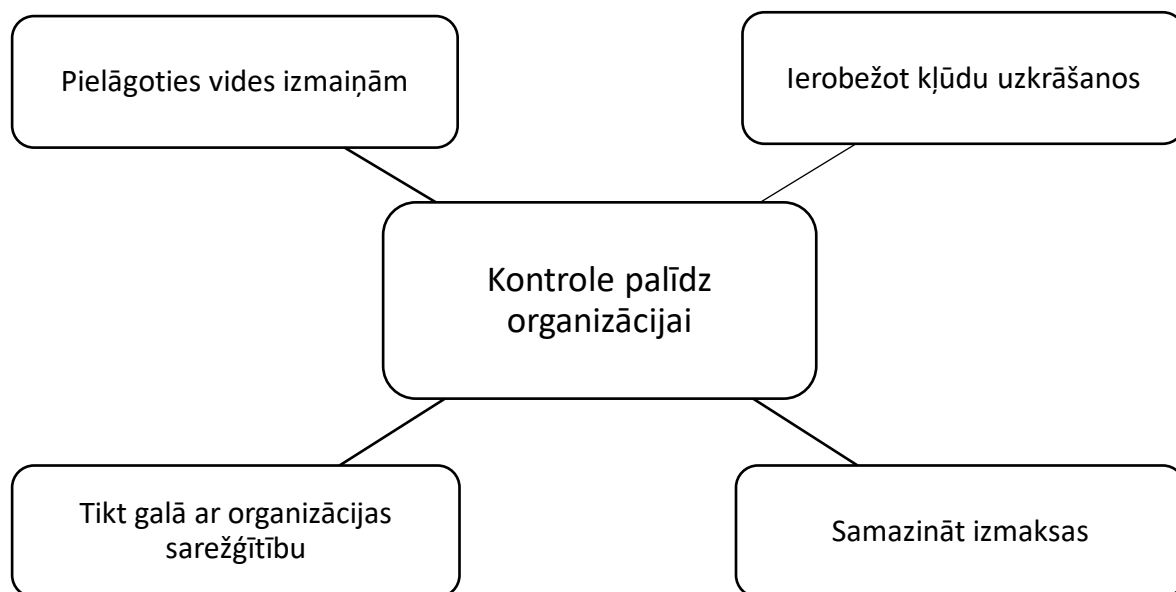 Pielāgoties vides izmaiņām
Ierobežot kļūdu uzkrāšanos
Kontrole palīdz
organizācijai
Tikt galā ar organizācijas
sarežģītību
Samazināt izmaksas